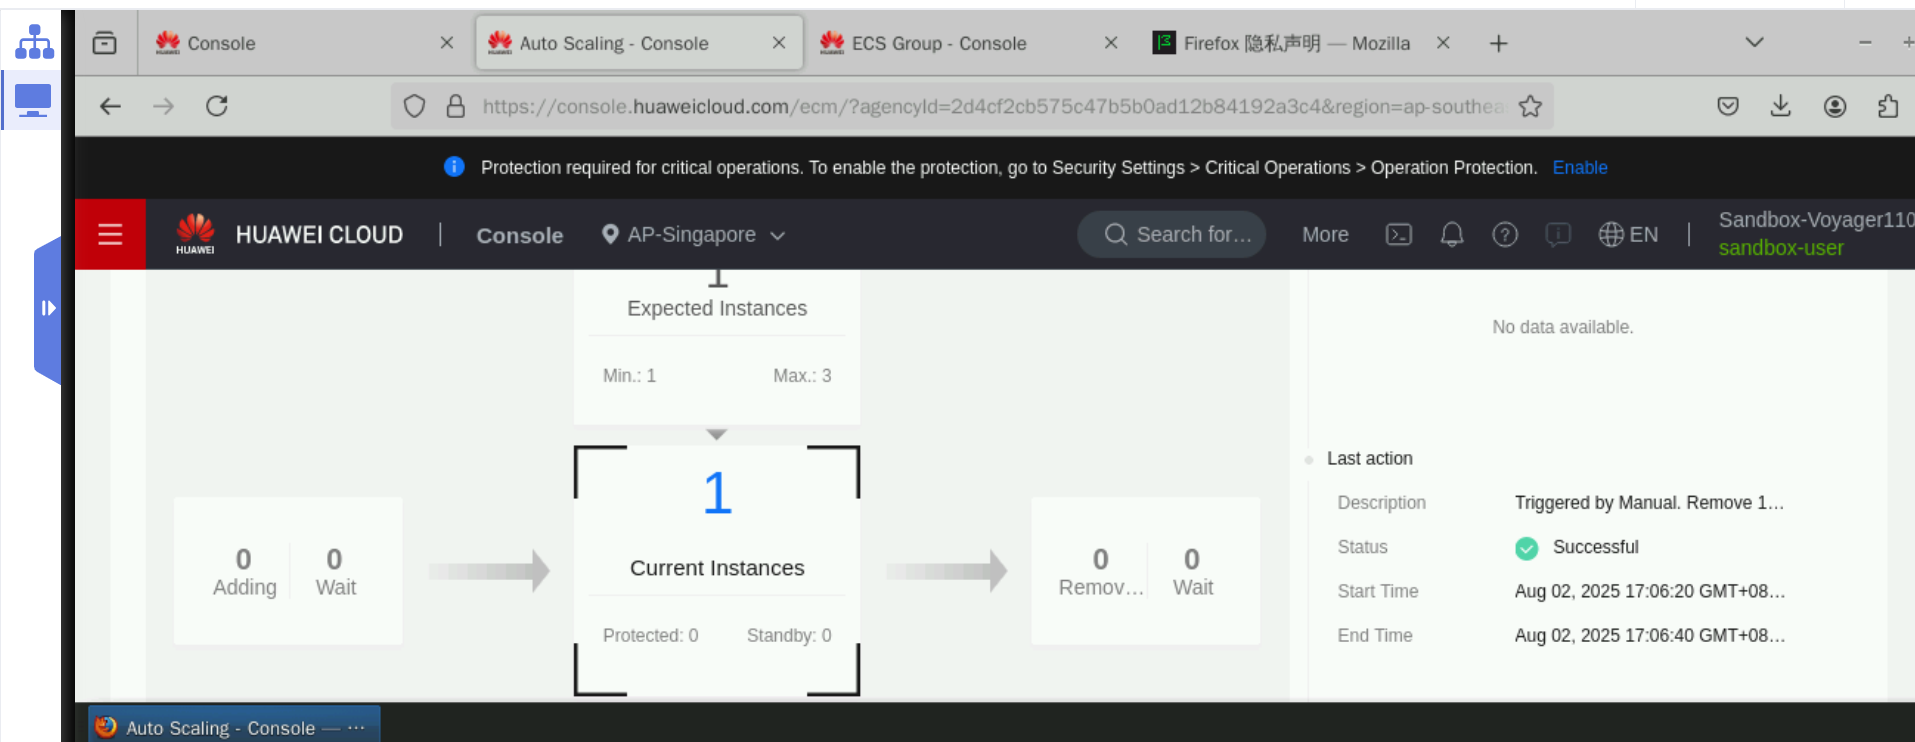 Console
Auto Scaling - Console
ECS Group - Console
Firefox 隐私声明 — Mozilla
https://console.huaweicloud.com/ecm/?agencyId=2d4cf2cb575c47b5b0ad12b84192a3c4&region=ap-southea
Protection required for critical operations. To enable the protection, go to Security Settings > Critical Operations > Operation Protection. Enable
HUAWEI
HUAWEI CLOUD
Console
AP-Singapore
Search for...
More
EN
Sandbox-Voyager110
sandbox-user
1
Expected Instances
Min.: 1
Max.: 3
No data available.
1
Current Instances
Protected: 0
Standby: 0
0
Adding
0
Wait
0
Remov...
0
Wait
Last action
Description Triggered by Manual. Remove 1...
Status Successful
Start Time Aug 02, 2025 17:06:20 GMT+08...
End Time Aug 02, 2025 17:06:40 GMT+08...
Auto Scaling - Console — ···